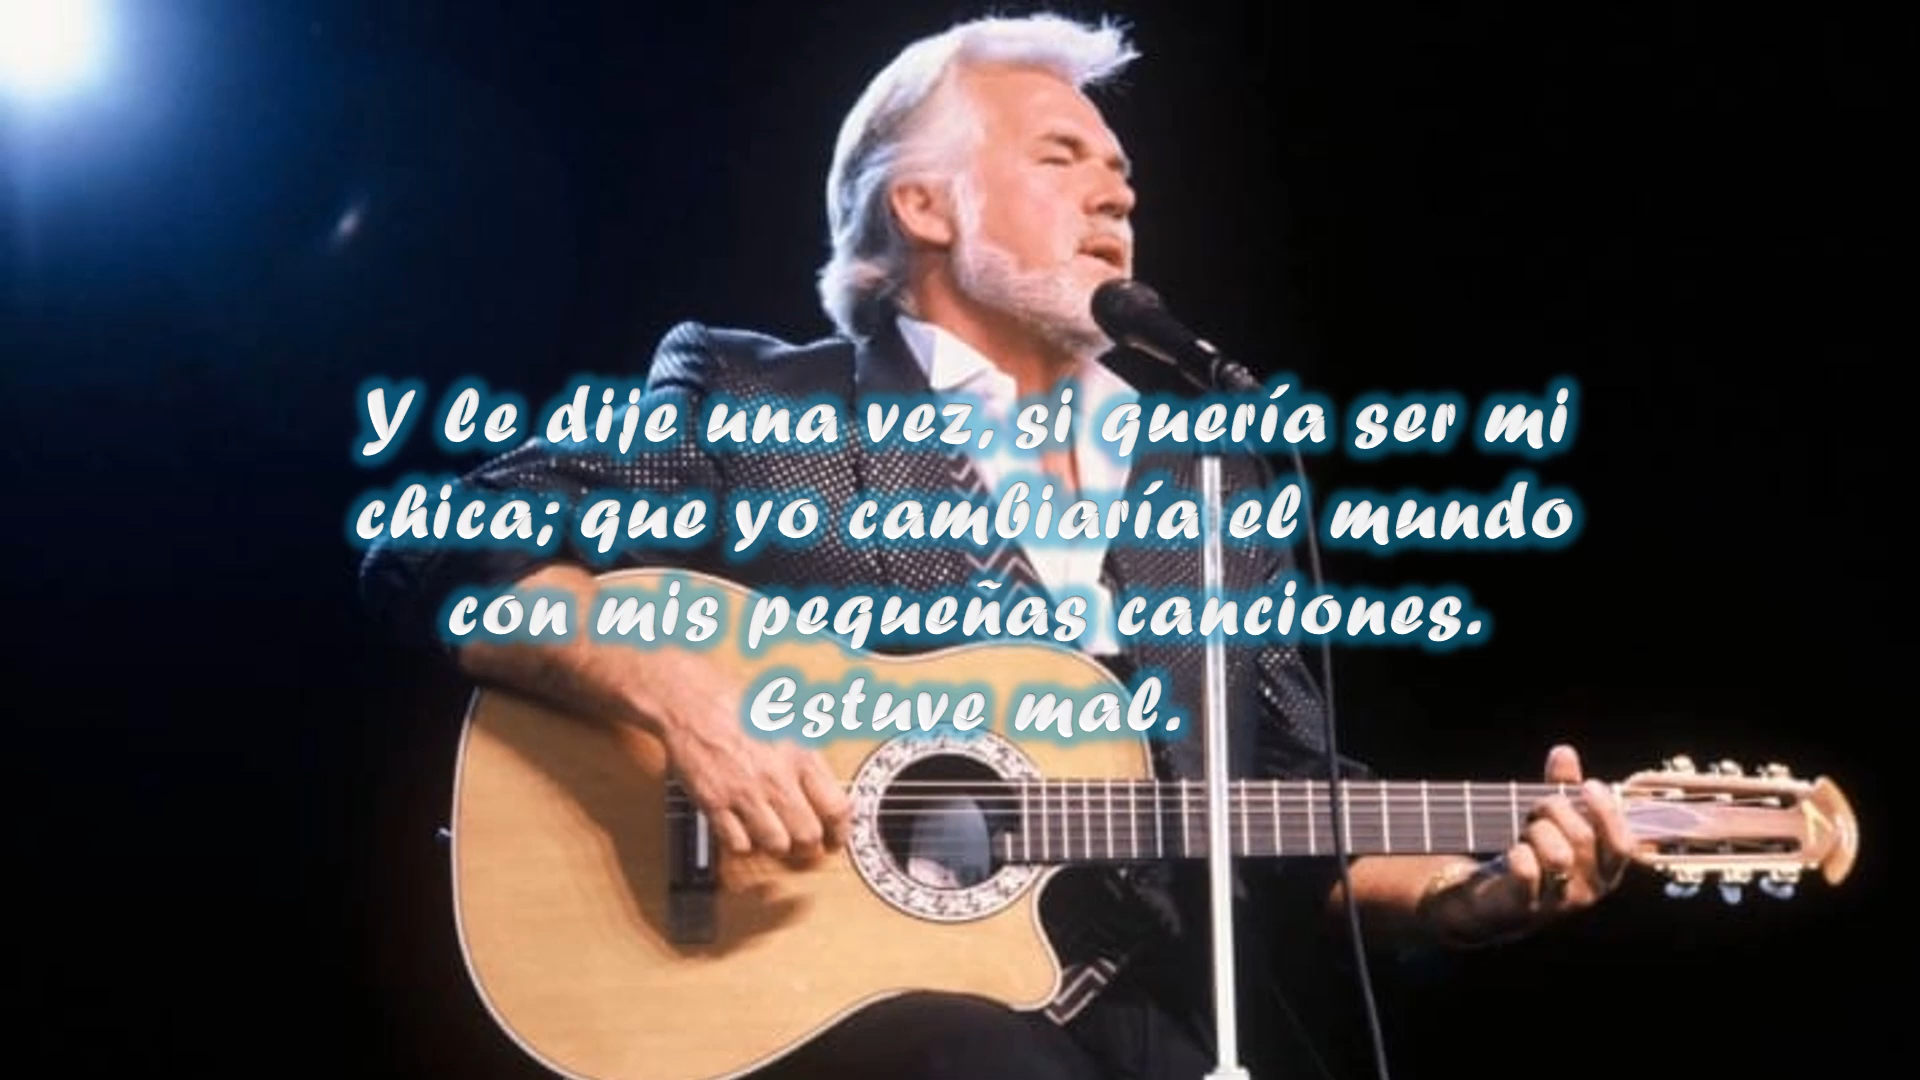 Y le dije una vez, si quería ser mi
chica; que yo cambiaría el mundo
con mis pequeñas canciones.
Estuve mal.